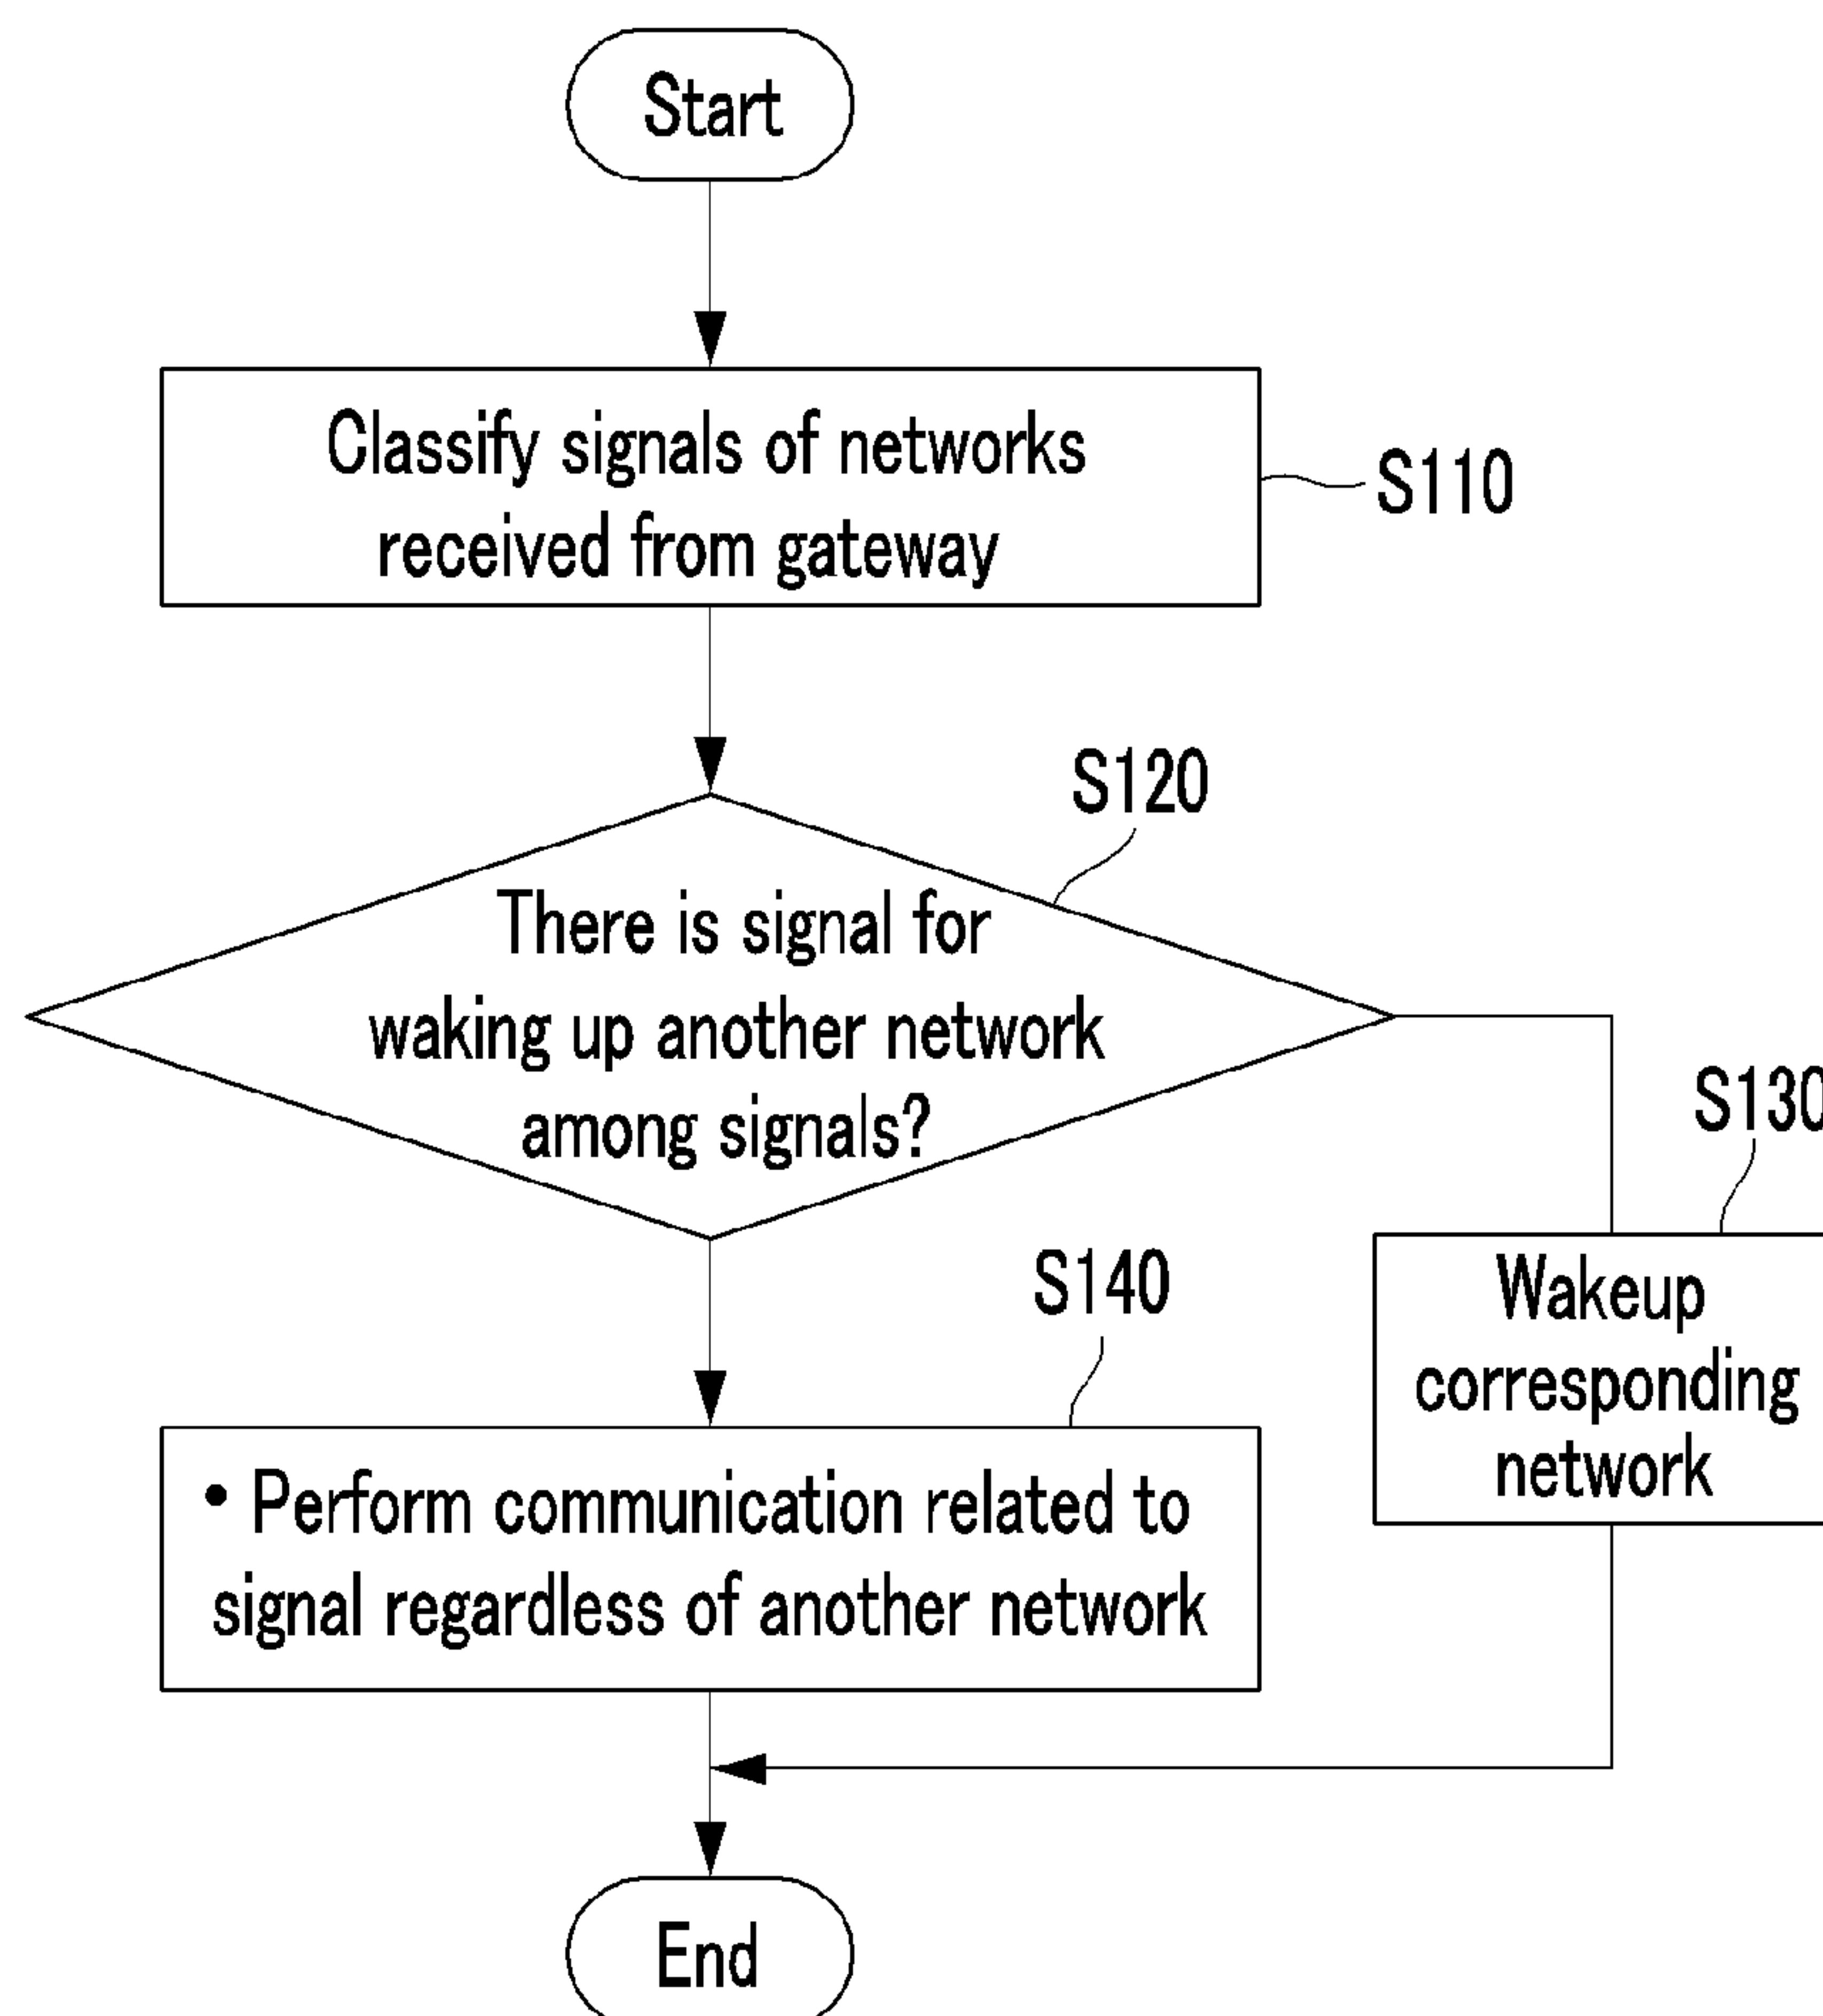 Start
Classify signals of networks
received from gateway
S110
S120
There is signal for
waking up another network
among signals?
S130
Wakeup
corresponding
network
S140
• Perform communication related to
signal regardless of another network
End